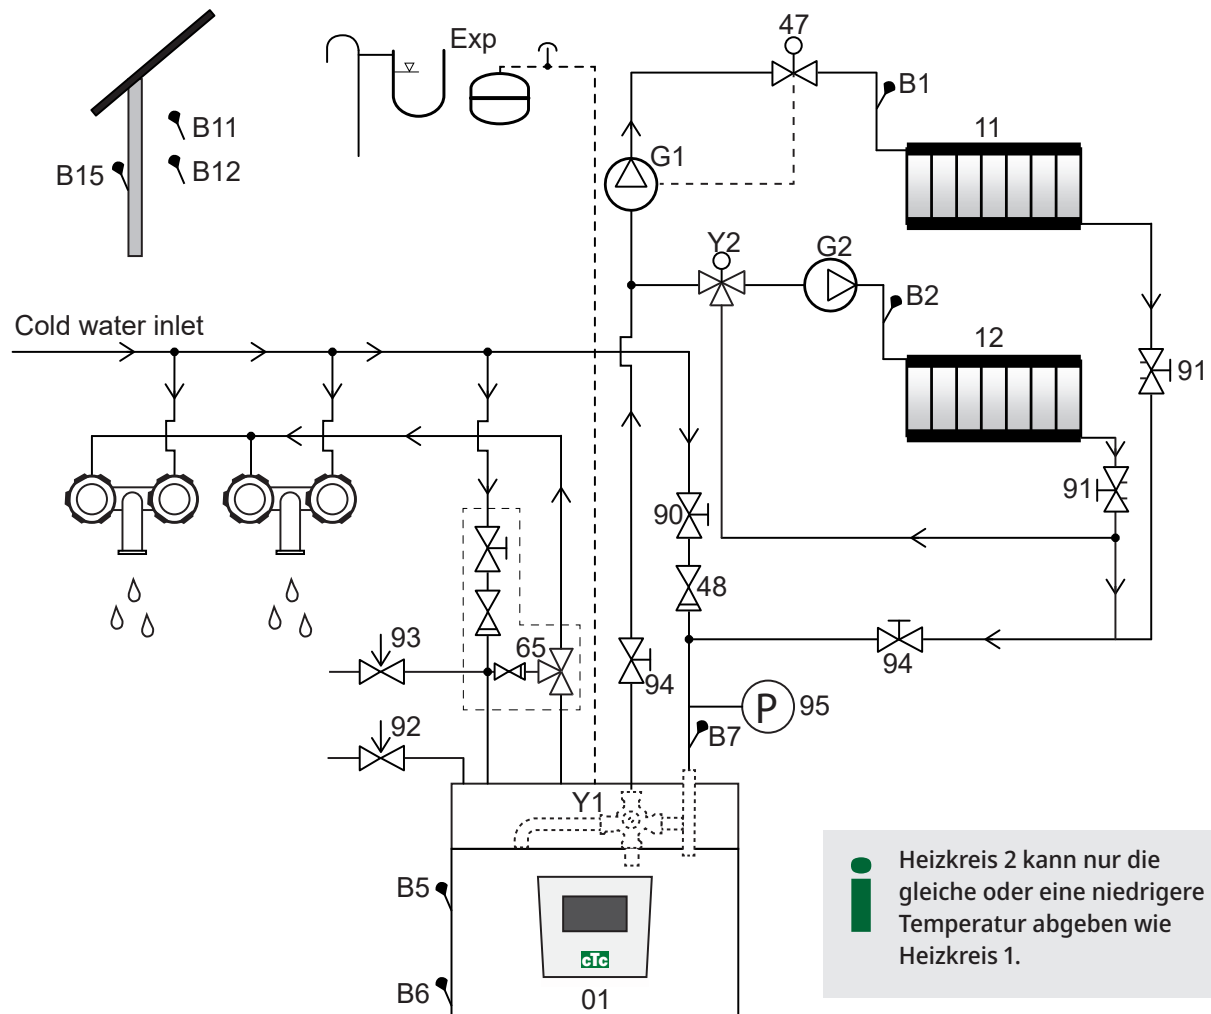 47
Exp
B1
B11
11
G1
B12
B15
Y2
G2
B2
Cold water inlet
12
91
91
90
48
93
65
94
94
P
95
92
B7
Y1
B5
Heizkreis 2 kann nur die
gleiche oder eine niedrigere
Temperatur abgeben wie
Heizkreis 1.
cTc
B6
01